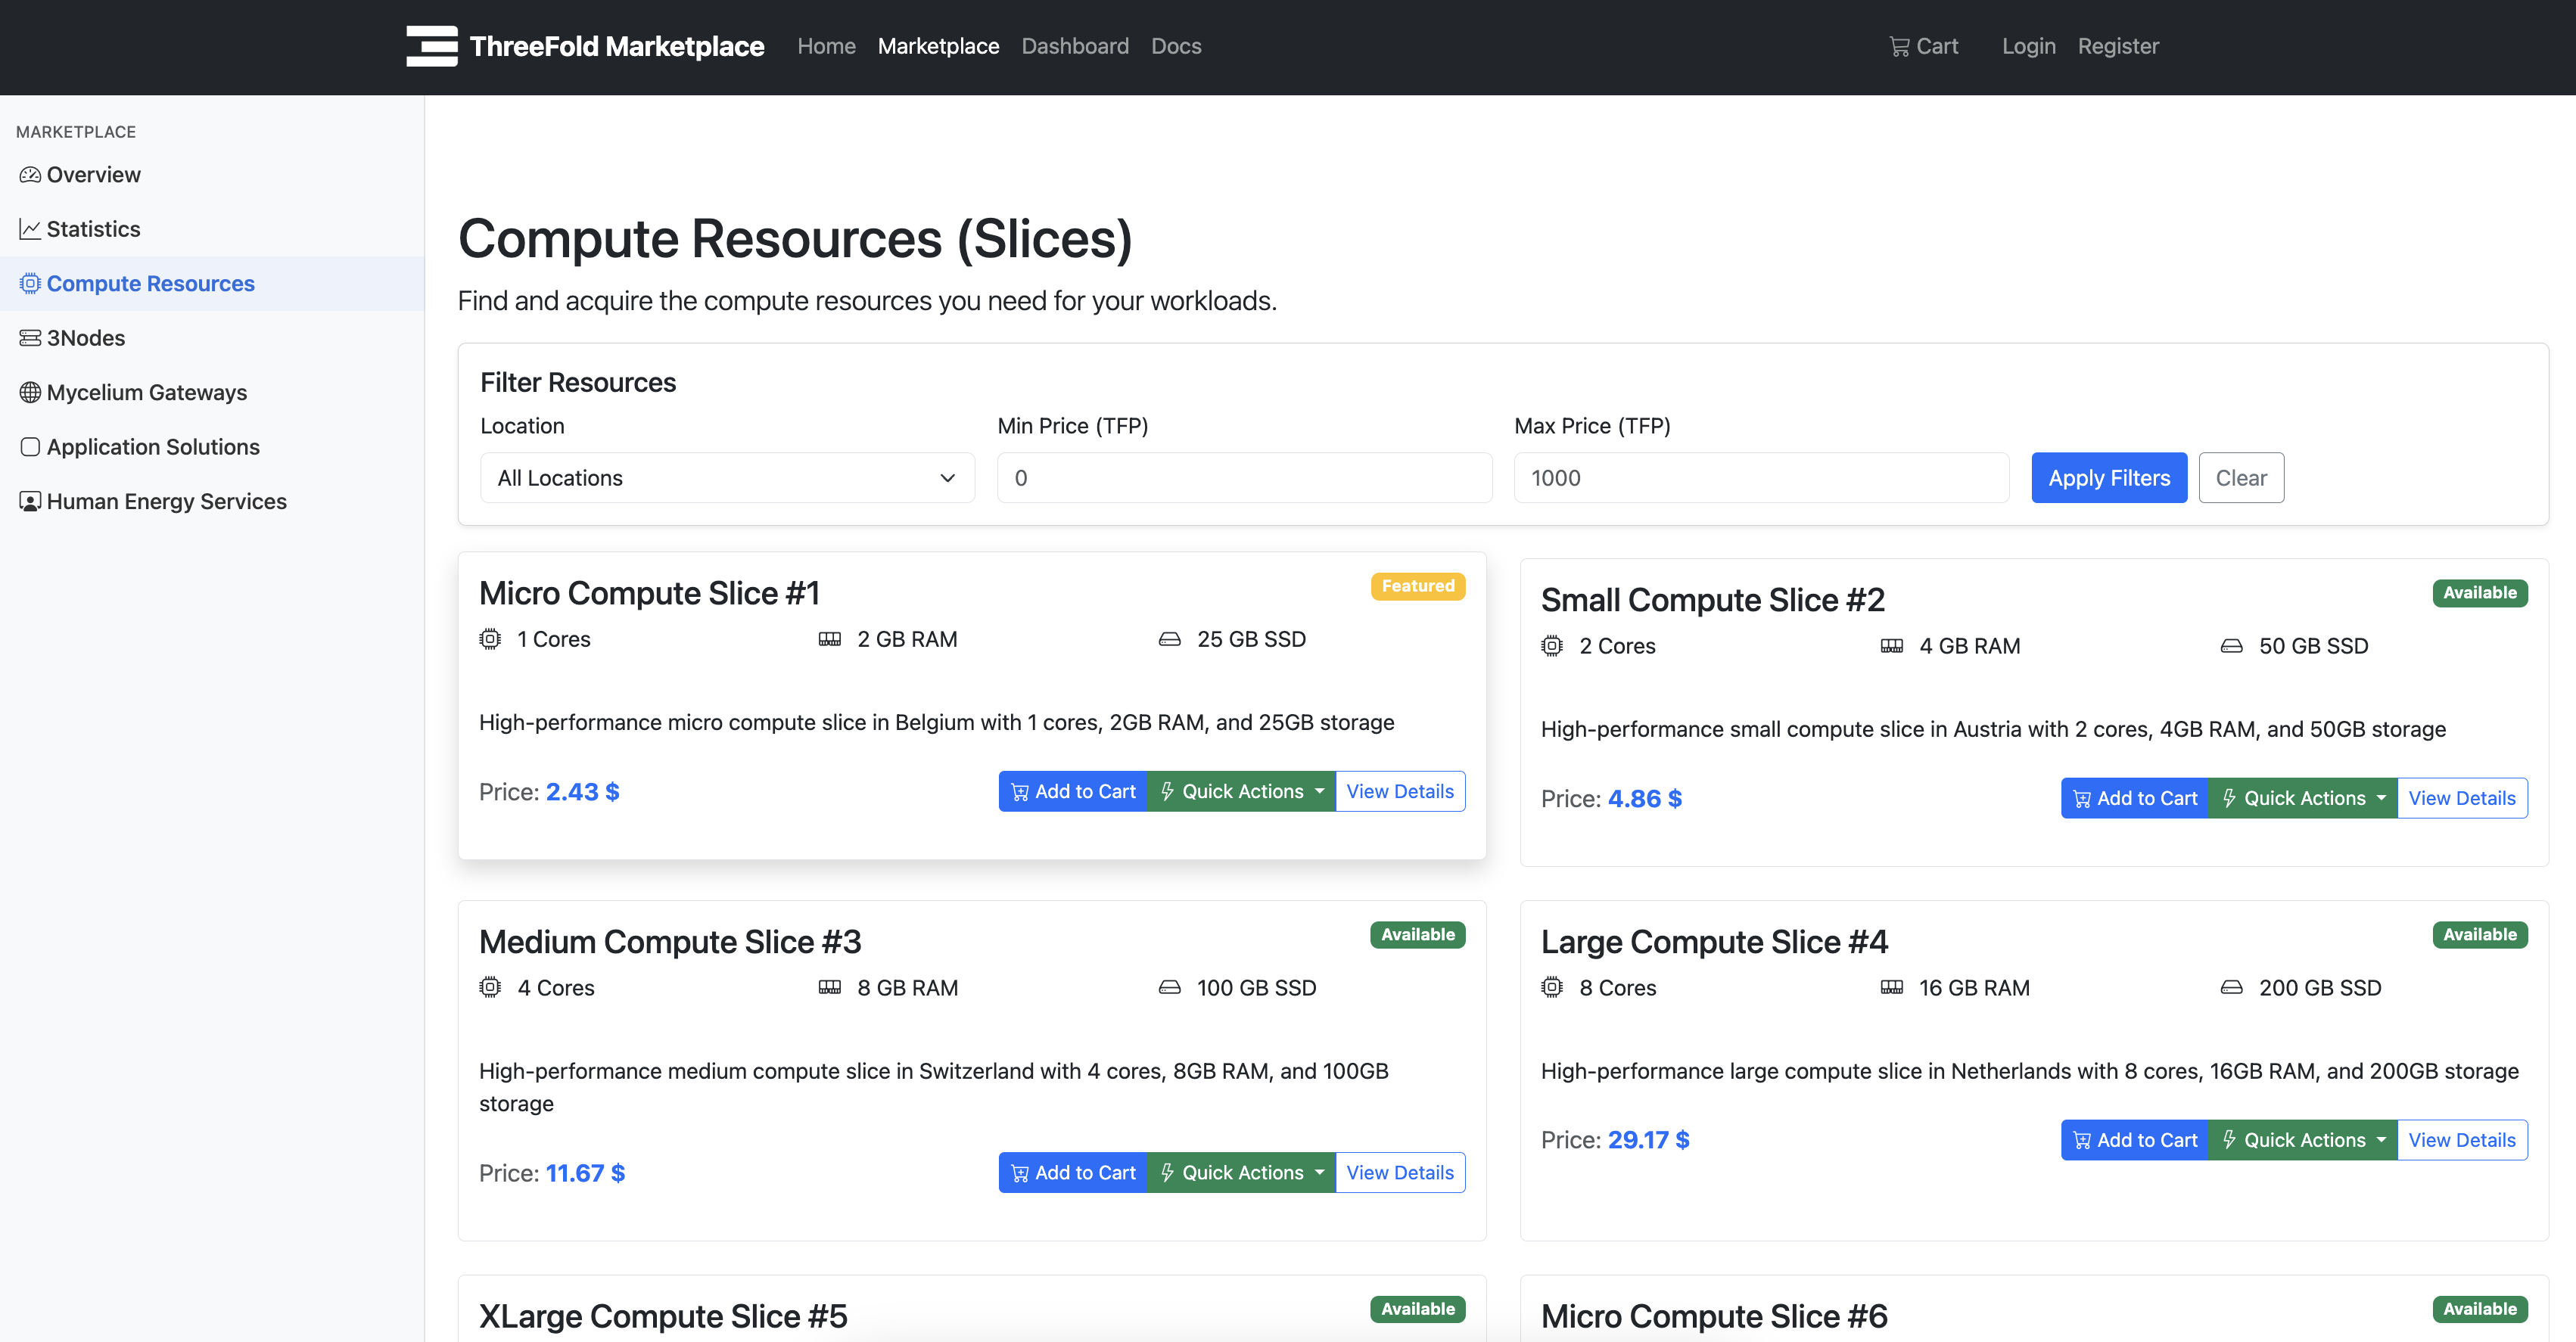 ThreeFold Marketplace Home Marketplace Dashboard Docs Cart Login Register
MARKETPLACE
Overview
Statistics
Compute Resources
3Nodes
Mycelium Gateways
Application Solutions
Human Energy Services
Compute Resources (Slices)
Find and acquire the compute resources you need for your workloads.
Filter Resources
Location Min Price (TFP) Max Price (TFP)
All Locations 0 1000 Apply Filters Clear
Micro Compute Slice #1 Featured
1 Cores 2 GB RAM 25 GB SSD
High-performance micro compute slice in Belgium with 1 cores, 2GB RAM, and 25GB storage
Price: 2.43 $ Add to Cart Quick Actions View Details
Small Compute Slice #2 Available
2 Cores 4 GB RAM 50 GB SSD
High-performance small compute slice in Austria with 2 cores, 4GB RAM, and 50GB storage
Price: 4.86 $ Add to Cart Quick Actions View Details
Medium Compute Slice #3 Available
4 Cores 8 GB RAM 100 GB SSD
High-performance medium compute slice in Switzerland with 4 cores, 8GB RAM, and 100GB
storage
Price: 11.67 $ Add to Cart Quick Actions View Details
Large Compute Slice #4 Available
8 Cores 16 GB RAM 200 GB SSD
High-performance large compute slice in Netherlands with 8 cores, 16GB RAM, and 200GB storage
Price: 29.17 $ Add to Cart Quick Actions View Details
XLarge Compute Slice #5 Available
Micro Compute Slice #6 Available